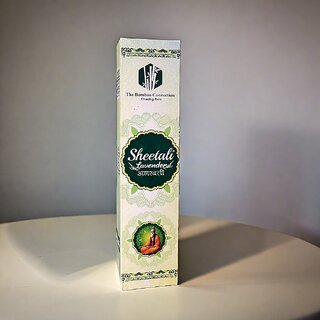 The Bamboo Connection
Sheetali
Lavender
अगरबत्ती